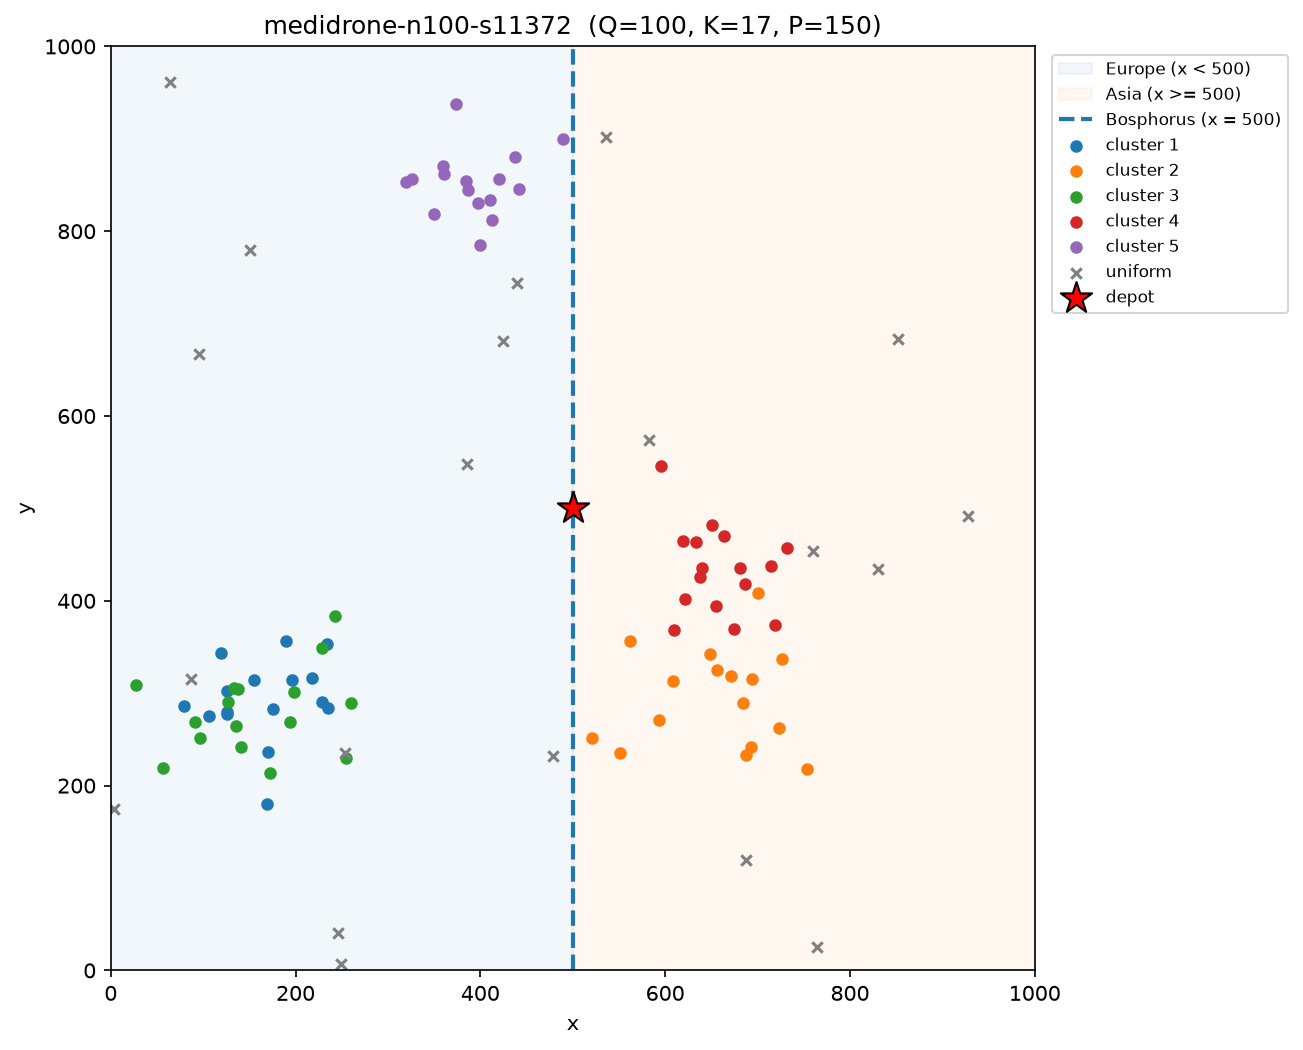 medidrone-n100-s11372  (Q=100, K=17, P=150)
Europe (x < 500)
Asia (x >= 500)
Bosphorus (x = 500)
cluster 1
cluster 2
cluster 3
cluster 4
cluster 5
uniform
depot
1000
800
600
400
200
0
y
0 200 400 600 800 1000
x